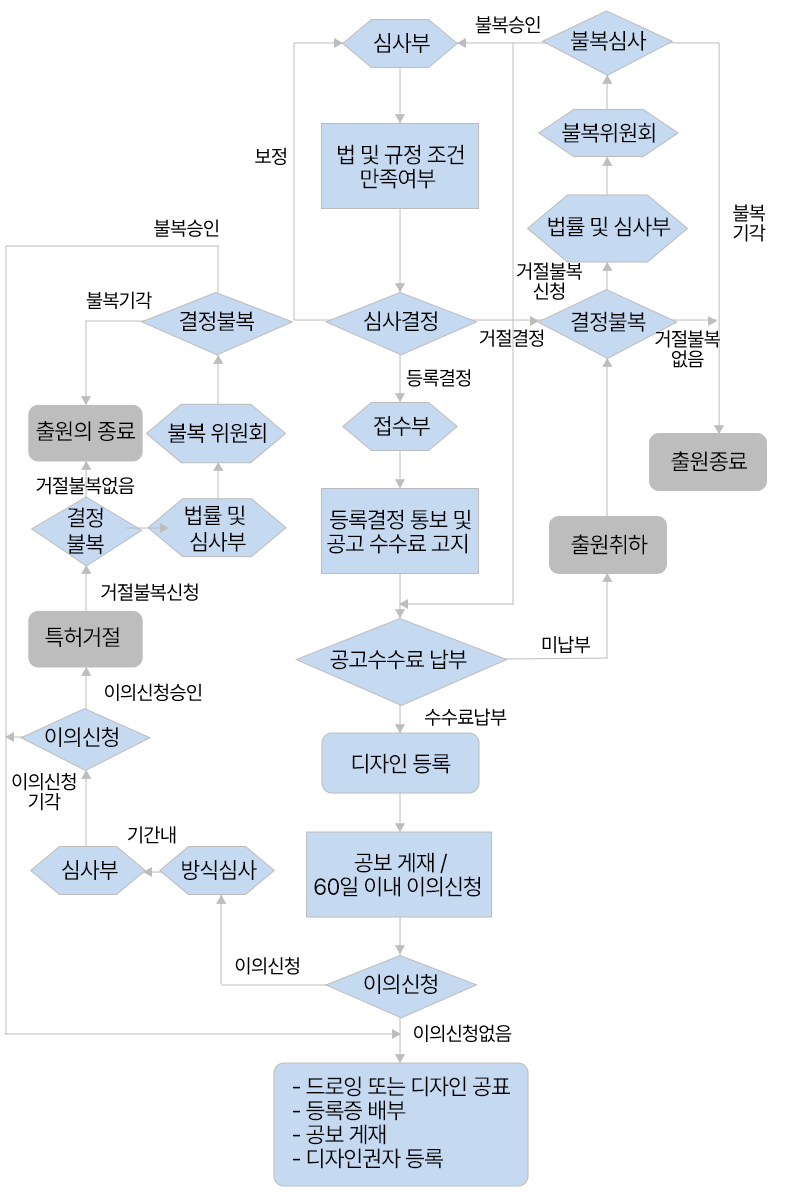 심사부
불복승인
불복심사
불복위원회
보정
법 및 규정 조건
만족여부
불복
기각
법률 및 심사부
불복승인
거절불복
신청
불복기각
결정불복
심사결정
거절결정
결정불복
거절불복
없음
등록결정
출원의 종료
불복 위원회
접수부
출원종료
거절불복없음
결정
불복
법률 및
심사부
등록결정 통보 및
공고 수수료 고지
출원취하
거절불복신청
특허거절
미납부
공고수수료 납부
이의신청승인
수수료납부
이의신청
디자인 등록
이의신청
기각
기간내
심사부
방식심사
공보 게재 /
60일 이내 이의신청
이의신청
이의신청
이의신청없음
- 드로잉 또는 디자인 공표
- 등록증 배부
- 공보 게재
- 디자인권자 등록